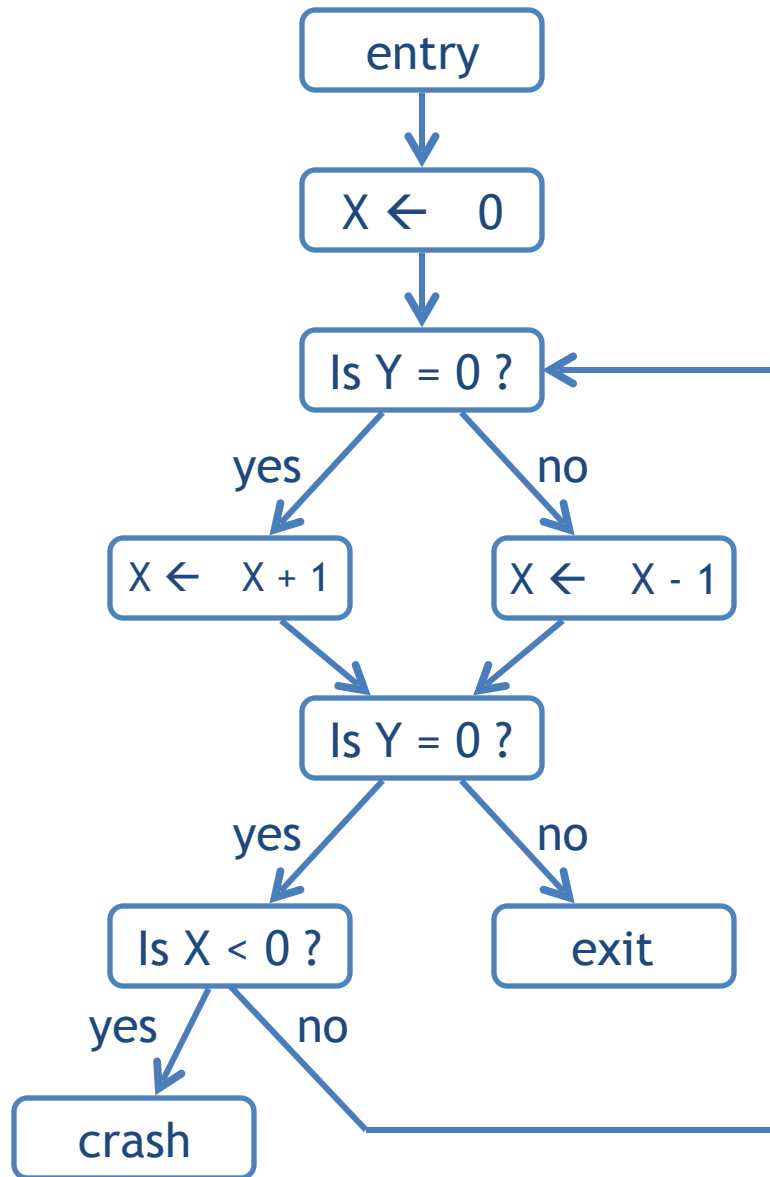 entry
X ← 0
Is Y = 0 ?
yes
no
X ← X + 1
X ← X - 1
Is Y = 0 ?
yes
no
Is X < 0 ?
exit
yes
no
crash